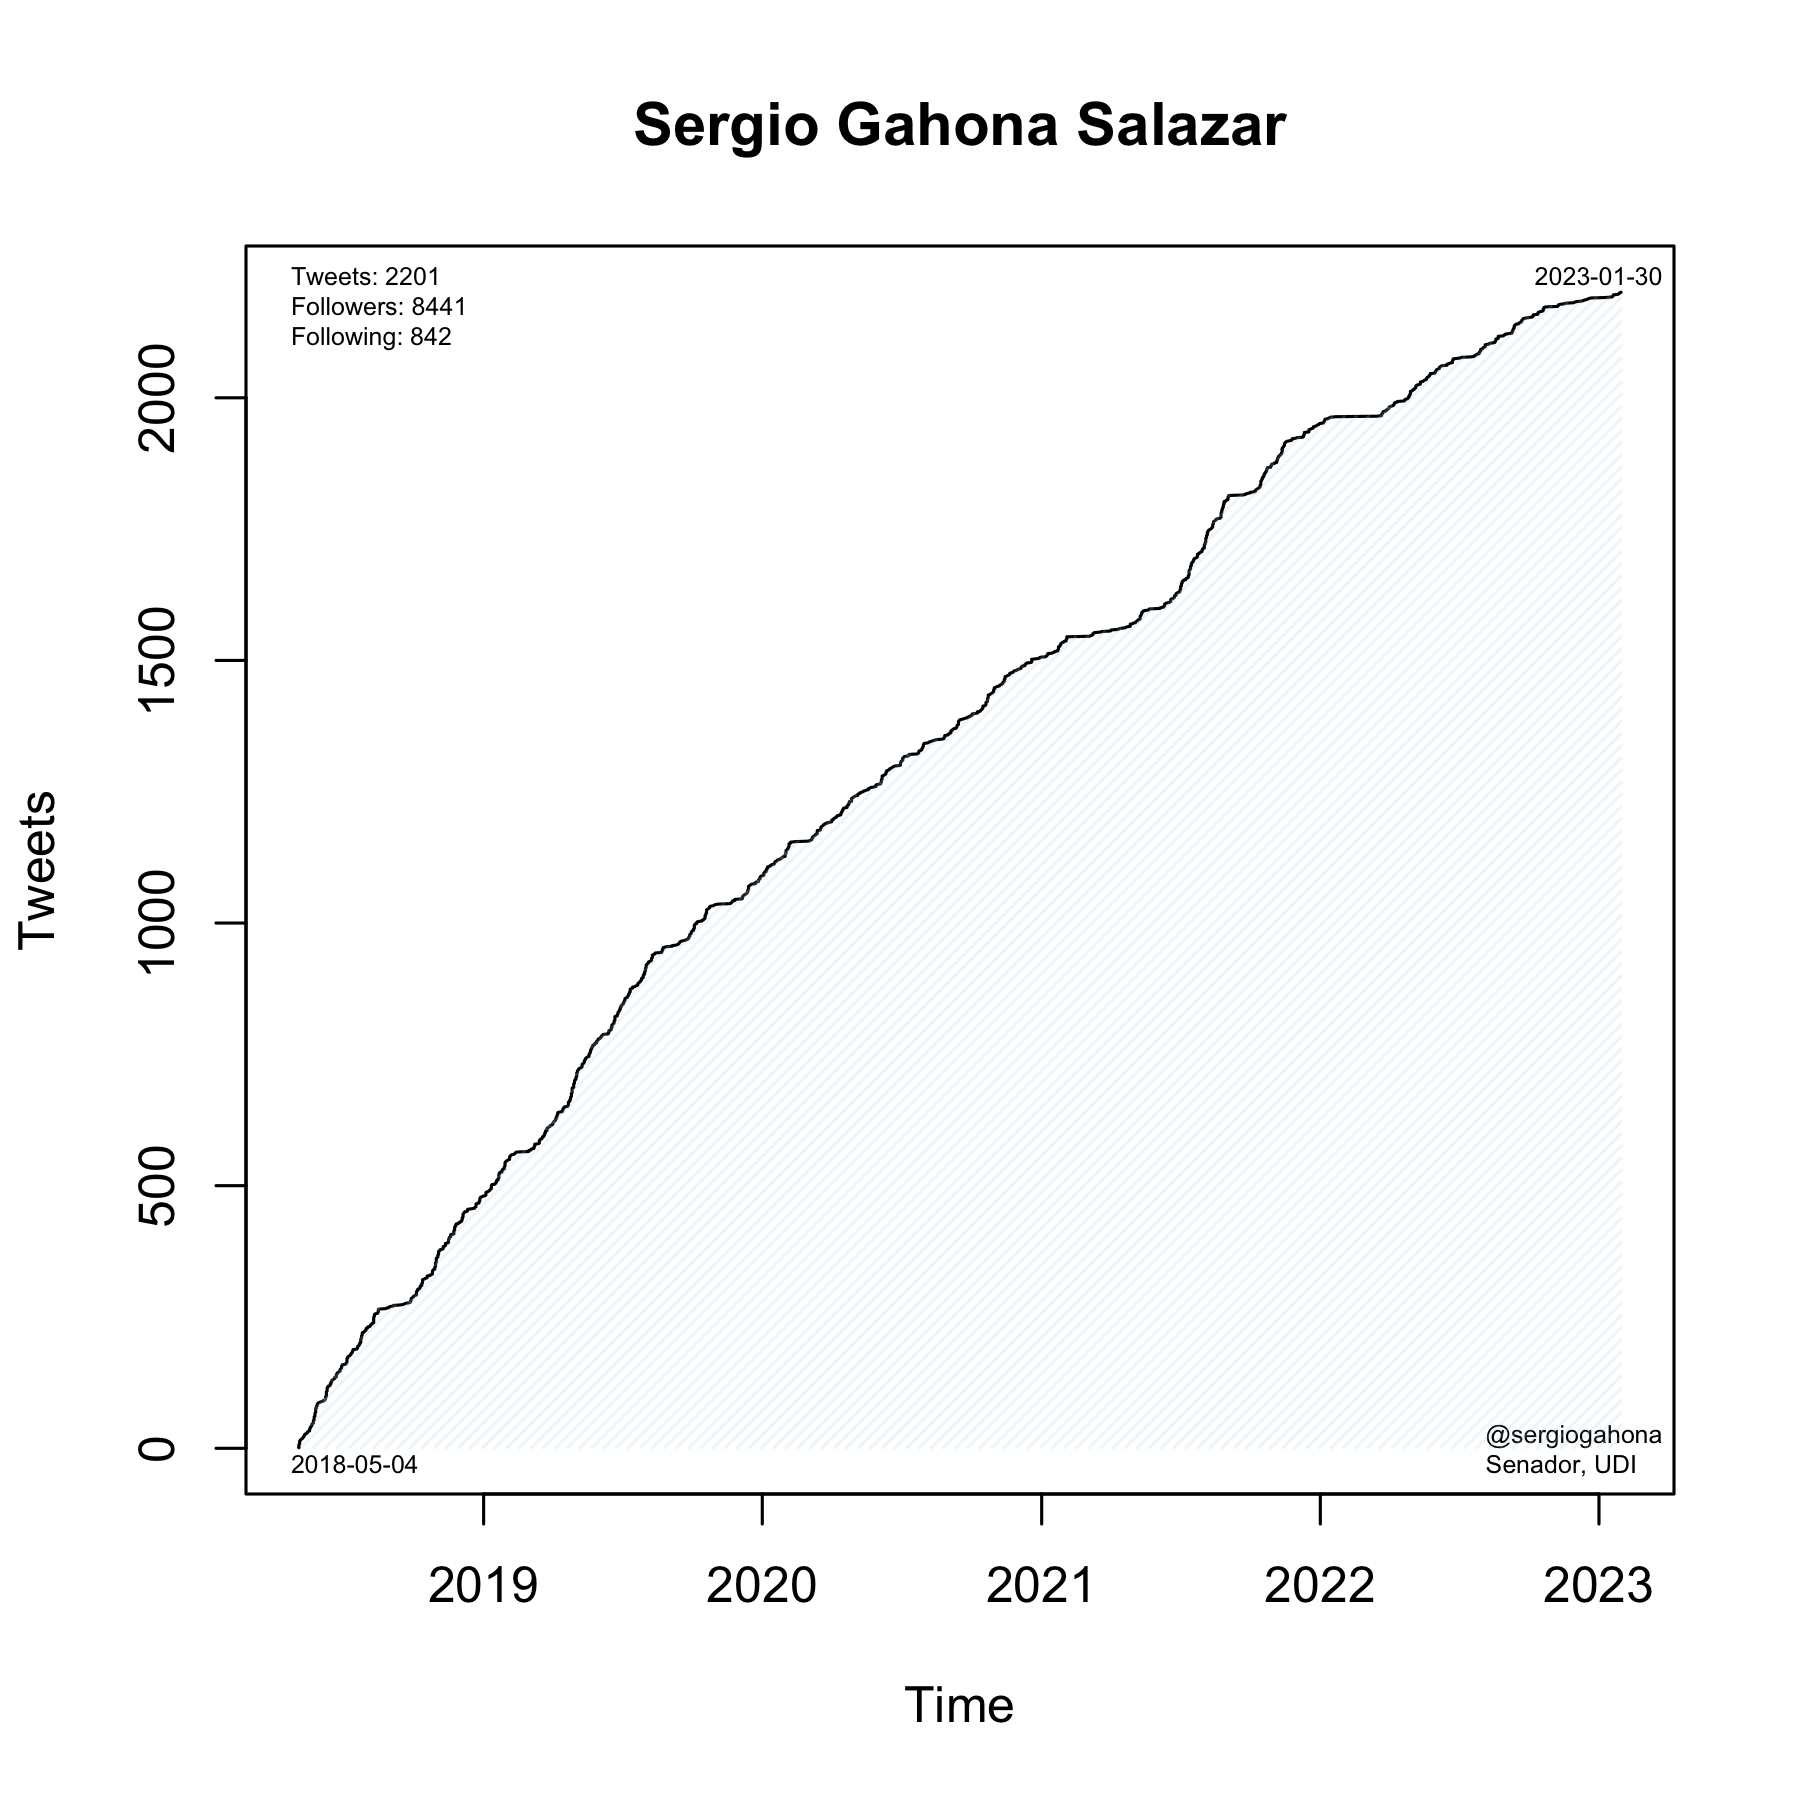 Sergio Gahona Salazar
Tweets: 2201
Followers: 8441
Following: 842
2023-01-30
Tweets
2000
1500
1000
500
0
2018-05-04
@sergiogahona
Senador, UDI
2019 2020 2021 2022 2023
Time